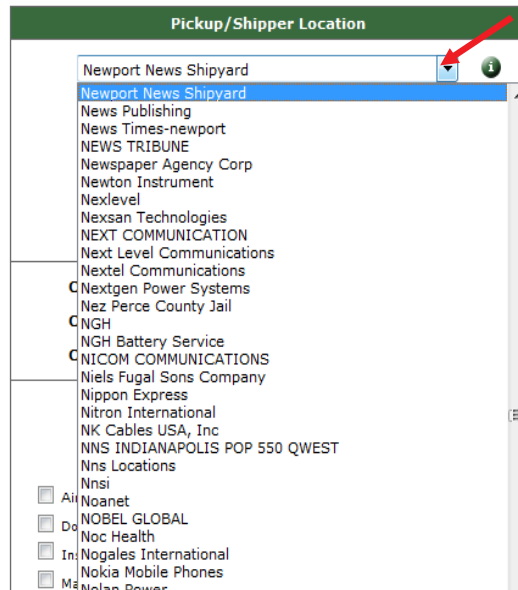 Pickup/Shipper Location
Newport News Shipyard
i
Newport News Shipyard
News Publishing
News Times-newport
NEWS TRIBUNE
Newspaper Agency Corp
Newton Instrument
Nexlevel
Nexsan Technologies
NEXT COMMUNICATION
Next Level Communications
Nextel Communications
Nextgen Power Systems
Nez Perce County Jail
NGH
NGH Battery Service
NICOM COMMUNICATIONS
Niels Fugal Sons Company
Nippon Express
Nitron International
NK Cables USA, Inc
NNS INDIANAPOLIS POP 550 QWEST
Nns Locations
Nnsi
Noanet
NOBEL GLOBAL
Noc Health
Nogales International
Nokia Mobile Phones
Nolan Power